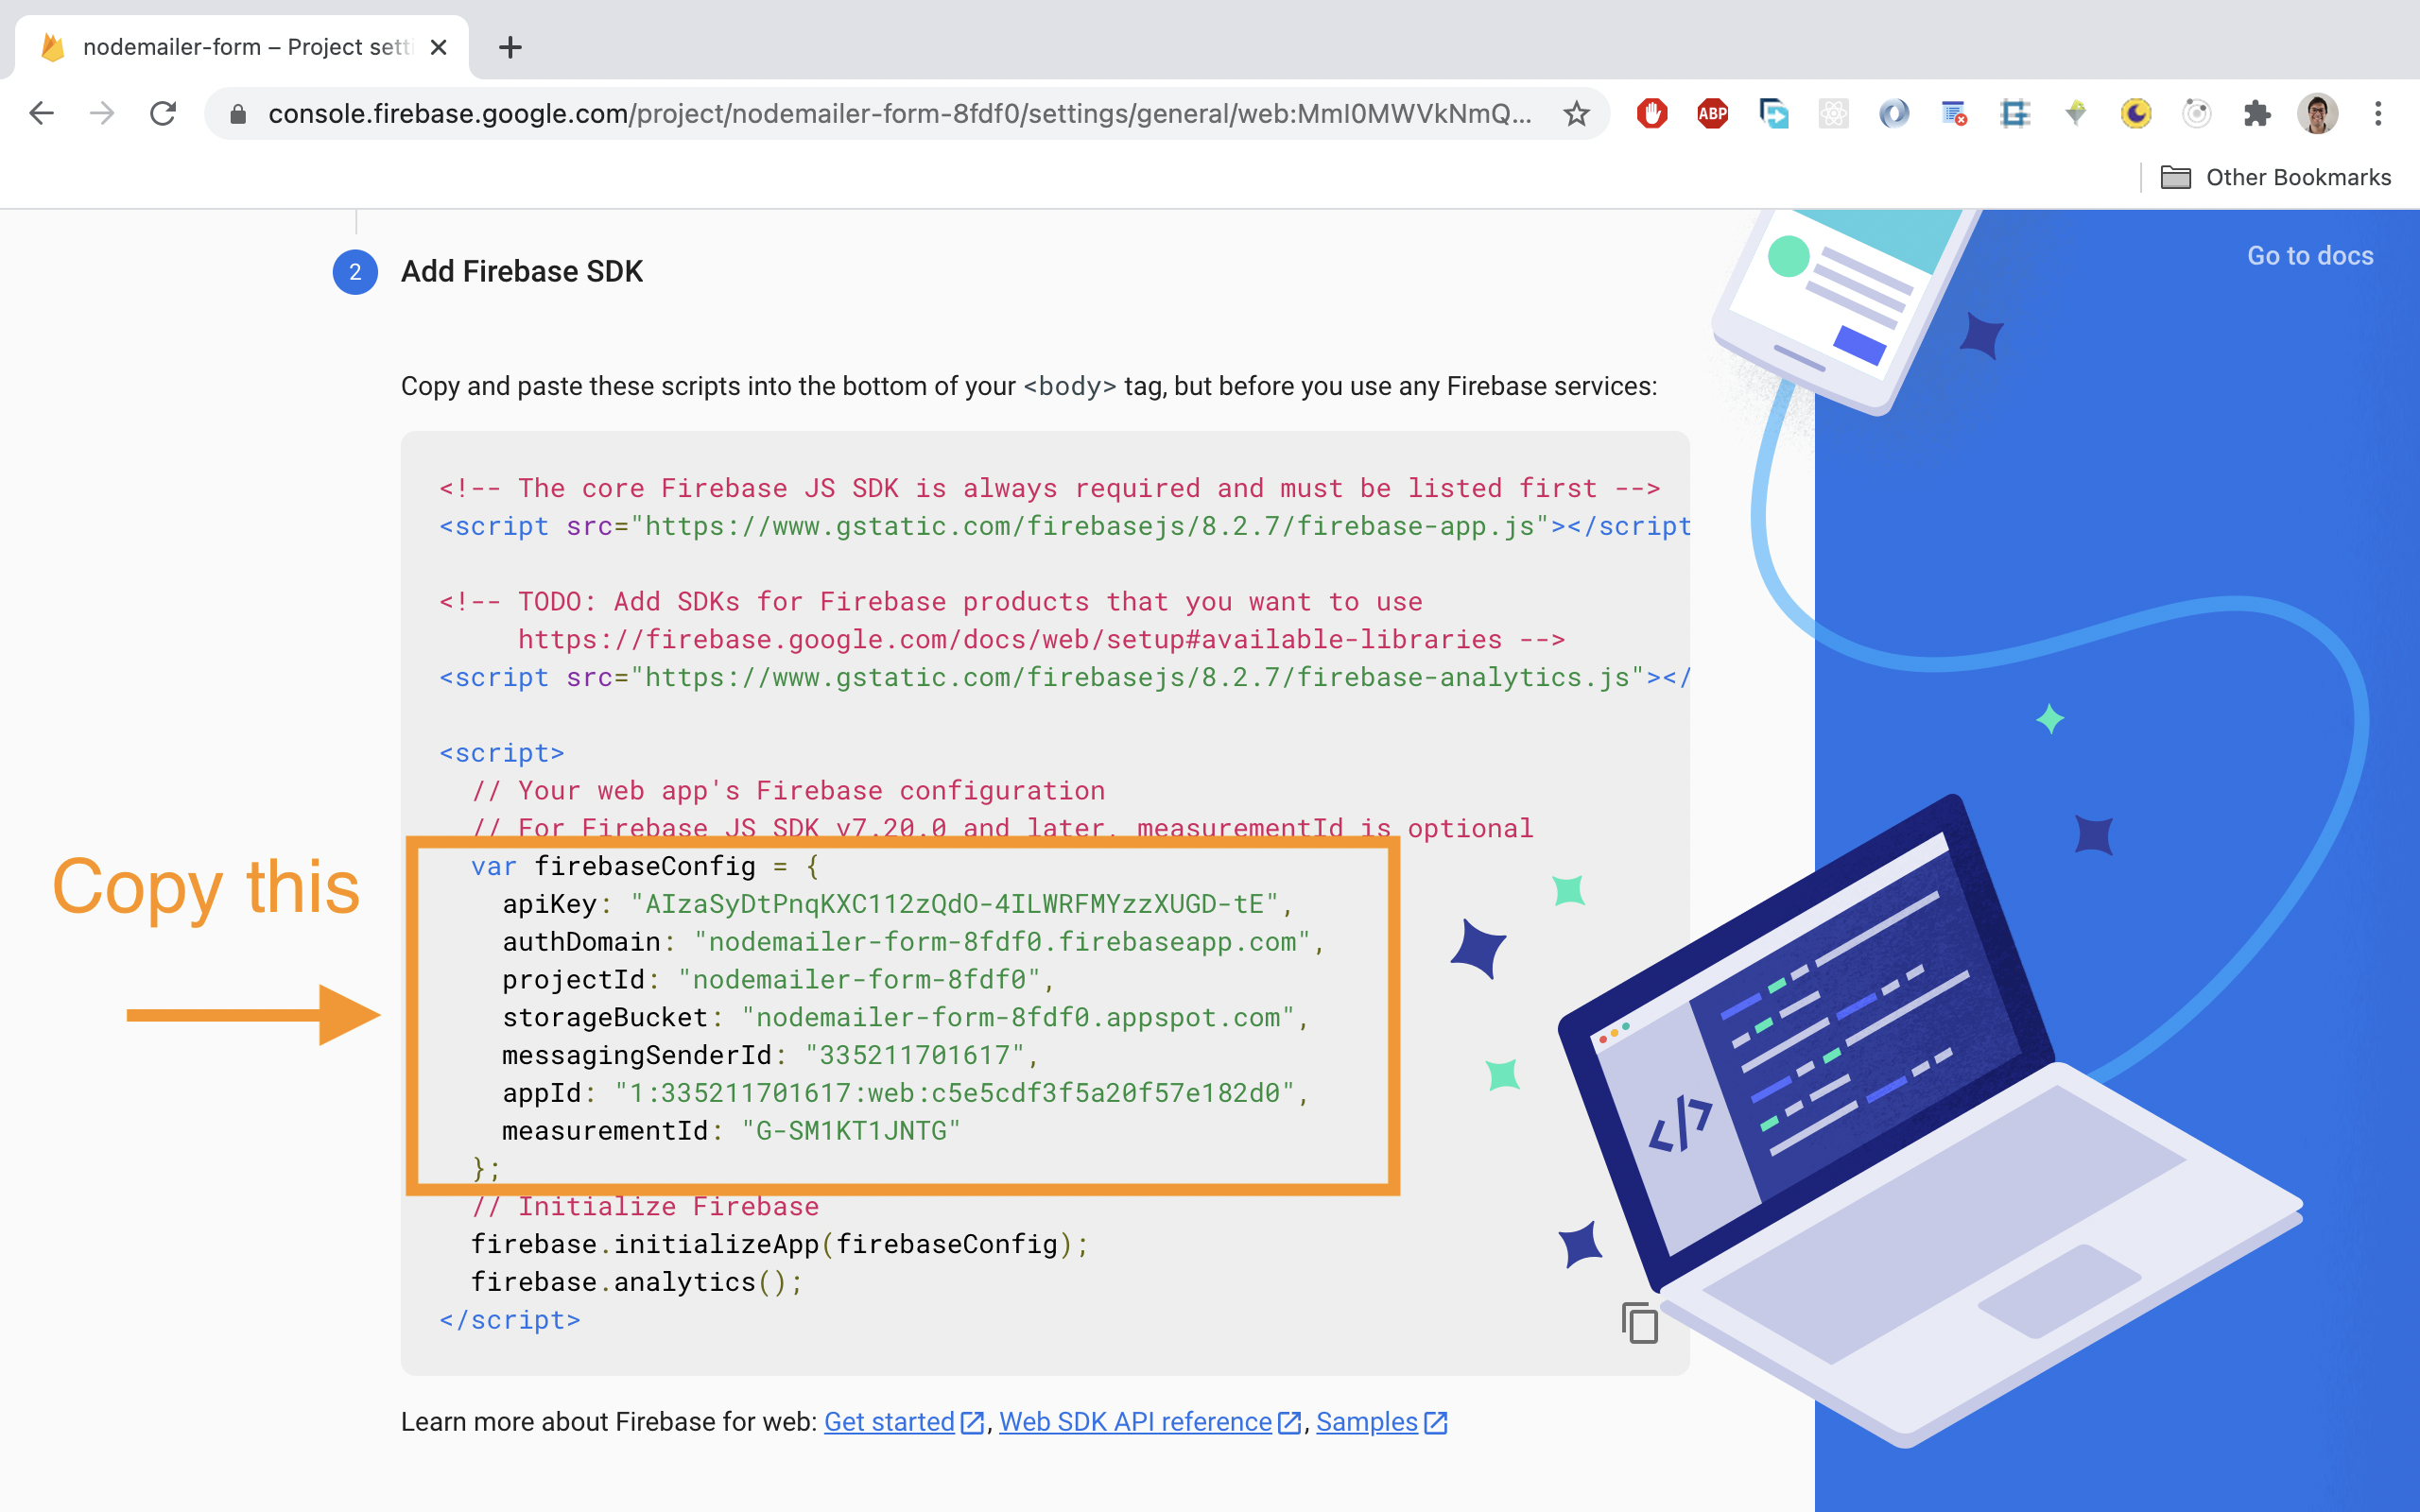 nodemailer-form – Project setti
console.firebase.google.com/project/nodemailer-form-8fdf0/settings/general/web:MmI0MWVkNmQ...
ABP
Other Bookmarks
Go to docs
2 Add Firebase SDK
Copy and paste these scripts into the bottom of your <body> tag, but before you use any Firebase services:
<!-- The core Firebase JS SDK is always required and must be listed first -->
<script src="https://www.gstatic.com/firebasejs/8.2.7/firebase-app.js"></script
<!-- TODO: Add SDKs for Firebase products that you want to use
https://firebase.google.com/docs/web/setup#available-libraries -->
<script src="https://www.gstatic.com/firebasejs/8.2.7/firebase-analytics.js"></
<script>
// Your web app's Firebase configuration
// For Firebase JS SDK v7.20.0 and later, measurementId is optional
Copy this
var firebaseConfig = {
apiKey: "AIzaSyDtPnqKXC112zQdO-4ILWRFMYzzXUGD-tE",
authDomain: "nodemailer-form-8fdf0.firebaseapp.com",
projectId: "nodemailer-form-8fdf0",
storageBucket: "nodemailer-form-8fdf0.appspot.com",
messagingSenderId: "335211701617",
appId: "1:335211701617:web:c5e5cdf3f5a20f57e182d0",
measurementId: "G-SM1KT1JNTG"
};
// Initialize Firebase
firebase.initializeApp(firebaseConfig);
firebase.analytics();
</script>
</>
Learn more about Firebase for web: Get started, Web SDK API reference, Samples